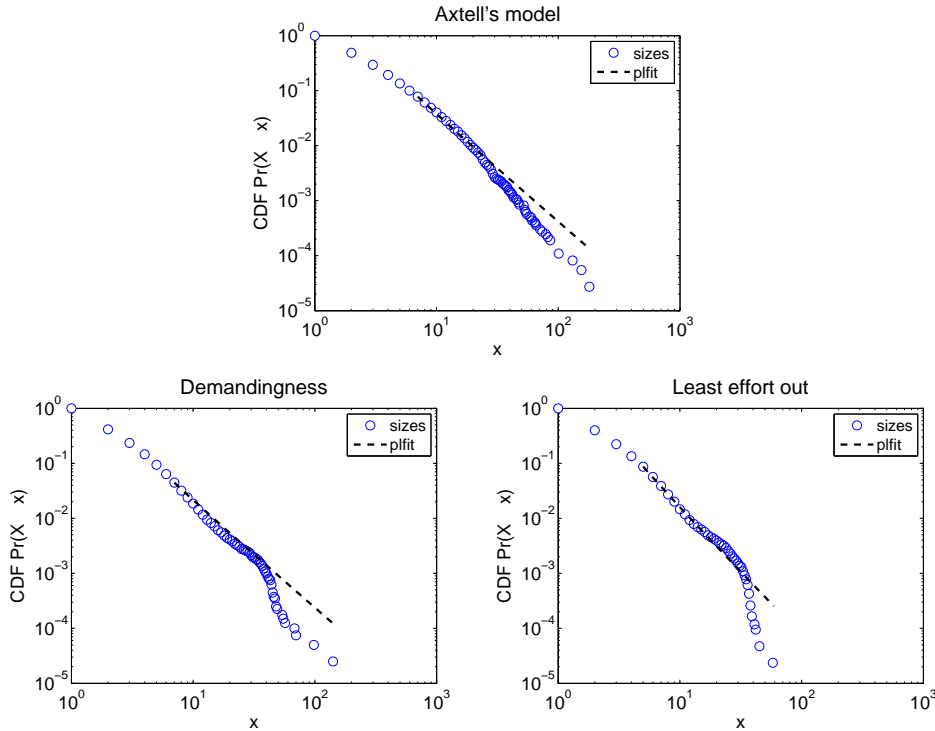 Axtell's model
10^0
10^−1
10^−2
10^−3
10^−4
10^−5
CDF Pr(X x)
sizes
plfit
10^0 10^1 10^2 10^3
x
Demandingness
10^0
10^−1
10^−2
10^−3
10^−4
10^−5
CDF Pr(X x)
sizes
plfit
10^0 10^1 10^2 10^3
x
Least effort out
10^0
10^−1
10^−2
10^−3
10^−4
10^−5
CDF Pr(X x)
sizes
plfit
10^0 10^1 10^2 10^3
x